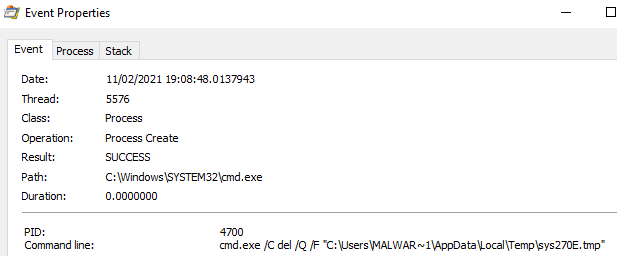 Event Properties
Event Process Stack
Date: 11/02/2021 19:08:48.0137943
Thread: 5576
Class: Process
Operation: Process Create
Result: SUCCESS
Path: C:\Windows\SYSTEM32\cmd.exe
Duration: 0.0000000
PID: 4700
Command line: cmd.exe /C del /Q /F "C:\Users\MALWAR~1\AppData\Local\Temp\sys270E.tmp"